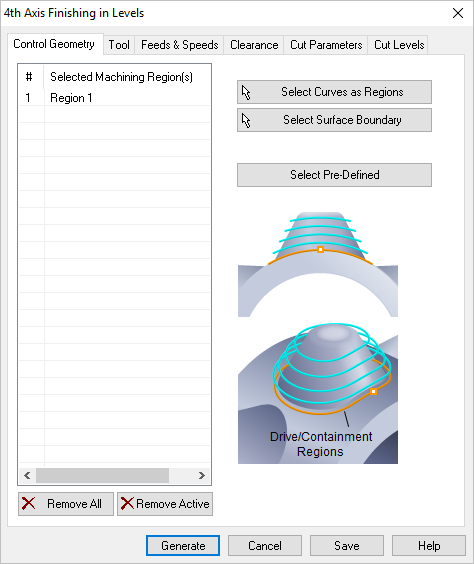 4th Axis Finishing in Levels
Control Geometry Tool Feeds & Speeds Clearance Cut Parameters Cut Levels
# Selected Machining Region(s)
1 Region 1
Select Curves as Regions
Select Surface Boundary
Select Pre-Defined
Drive/Containment
Regions
Remove All Remove Active
Generate Cancel Save Help